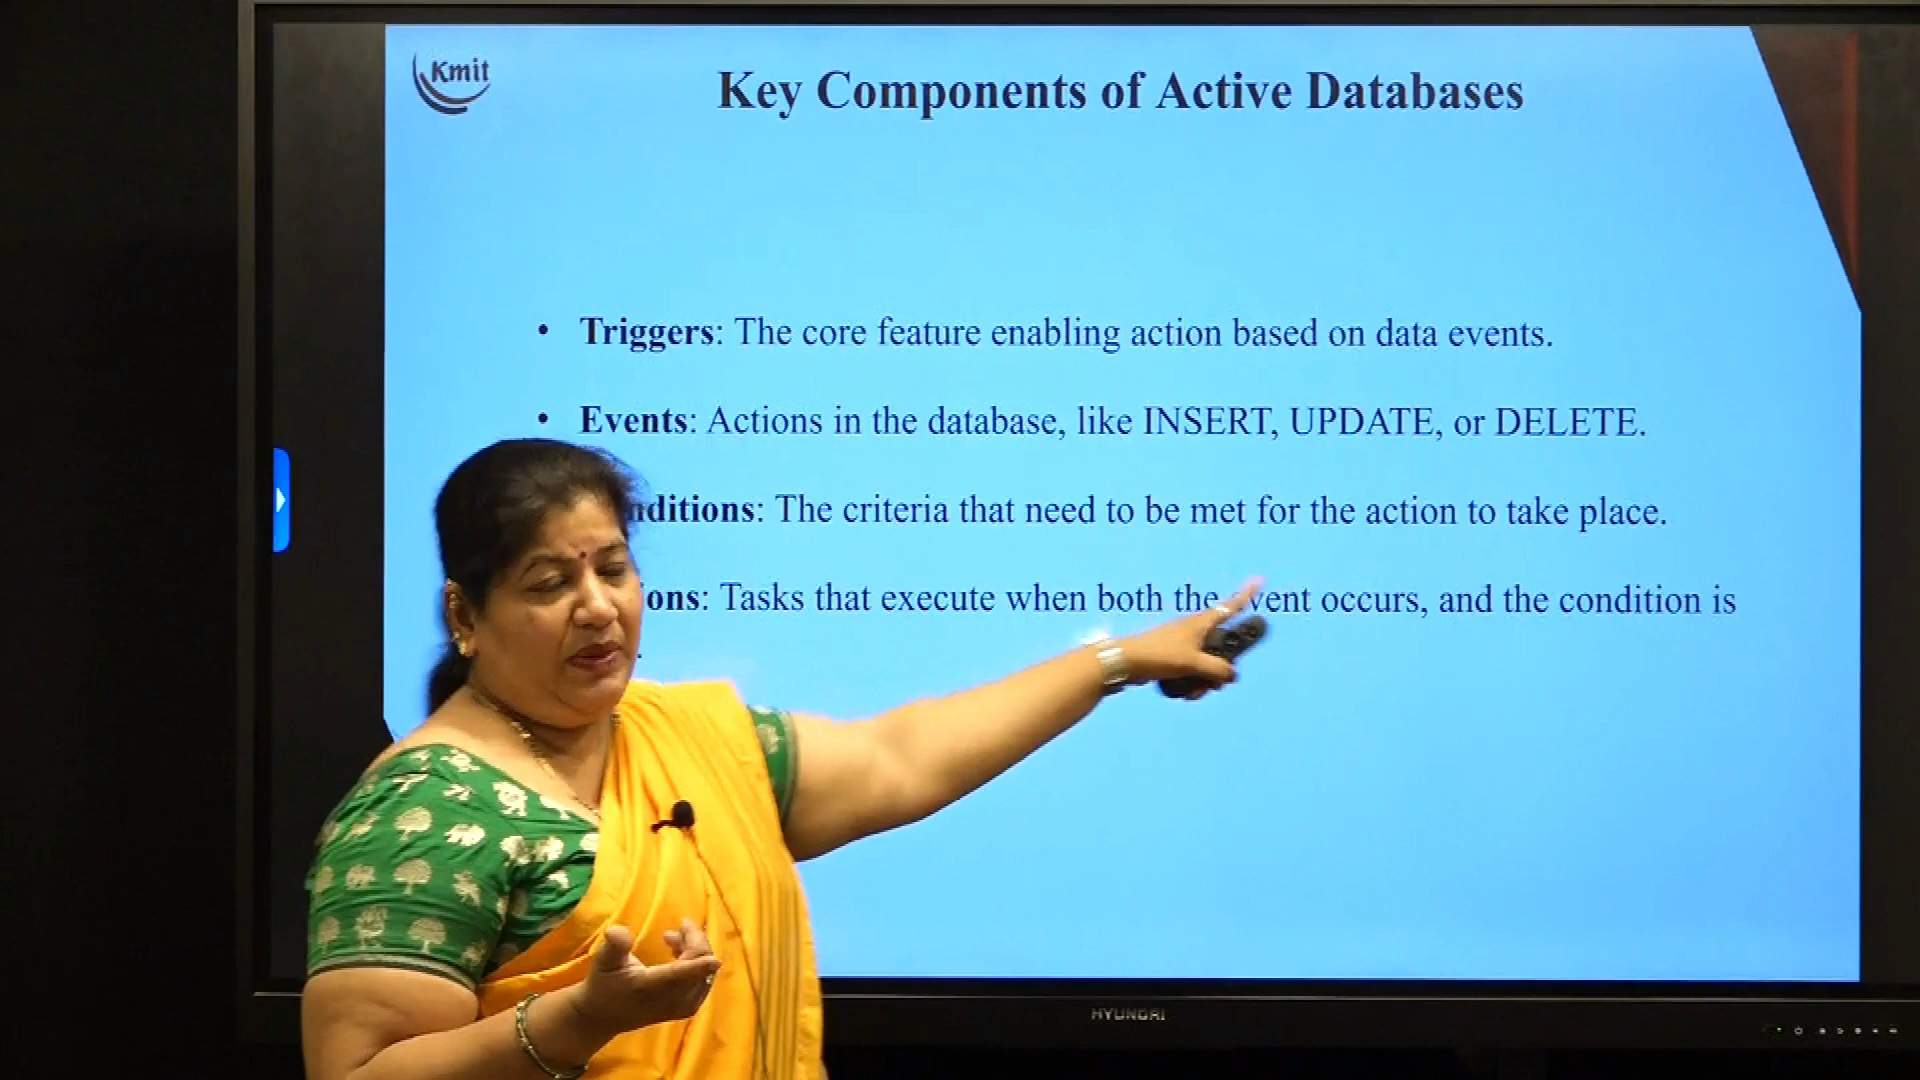 Kmit
Key Components of Active Databases
• Triggers: The core feature enabling action based on data events.
• Events: Actions in the database, like INSERT, UPDATE, or DELETE.
nditions: The criteria that need to be met for the action to take place.
ions: Tasks that execute when both the event occurs, and the condition is
.
HYUNDAI